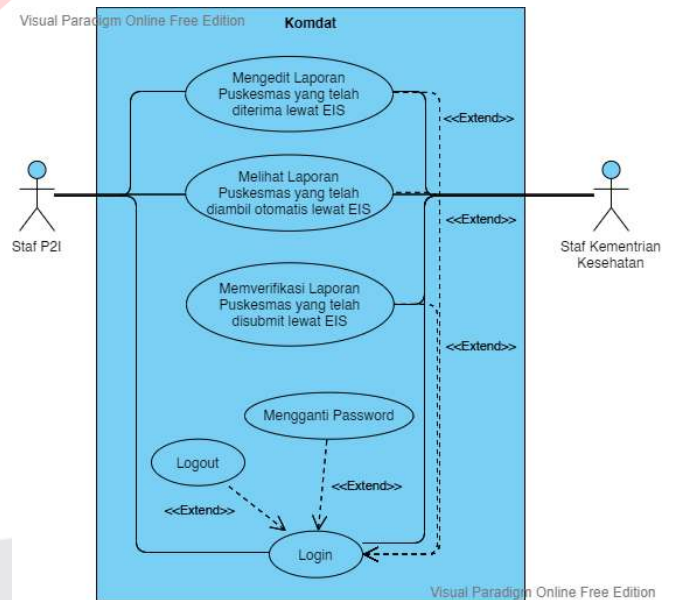 Visual Paradigm Online Free Edition
Komdat
Mengedit Laporan
Puskesmas yang telah
diterima lewat EIS
<<Extend>>
Melihat Laporan
Puskesmas yang telah
diambil otomatis lewat EIS
<<Extend>>
Staf P2I
Staf Kementrian
Kesehatan
Memverifikasi Laporan
Puskesmas yang telah
disubmit lewat EIS
<<Extend>>
Mengganti Password
Logout
<<Extend>>
<<Extend>>
Login
Visual Paradigm Online Free Edition